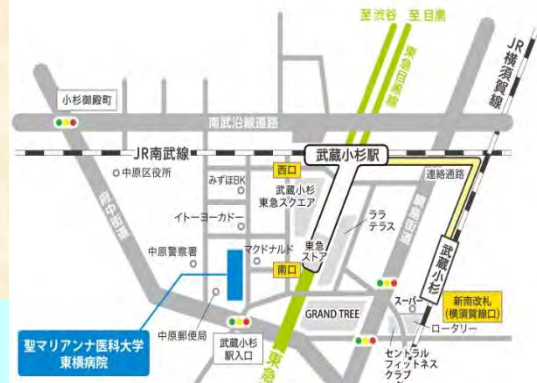 至渋谷
至目黒
東急目黒線
JR横須賀線
小杉御殿町
南武沿線道路
JR南武線
武蔵小杉駅
中原区役所
みずほBK
西口
武蔵小杉
東急スクエア
連絡通路
イトーヨーカドー
ララ
テラス
綱島街道
東急
ストア
武蔵小杉
中原警察署
マクドナルド
南口
スーパー
新南改札
(横須賀線口)
GRAND TREE
ロータリー
中原郵便局
聖マリアンナ医科大学
東横病院
武蔵小杉
駅入口
セントラル
フィットネス
クラブ
東急